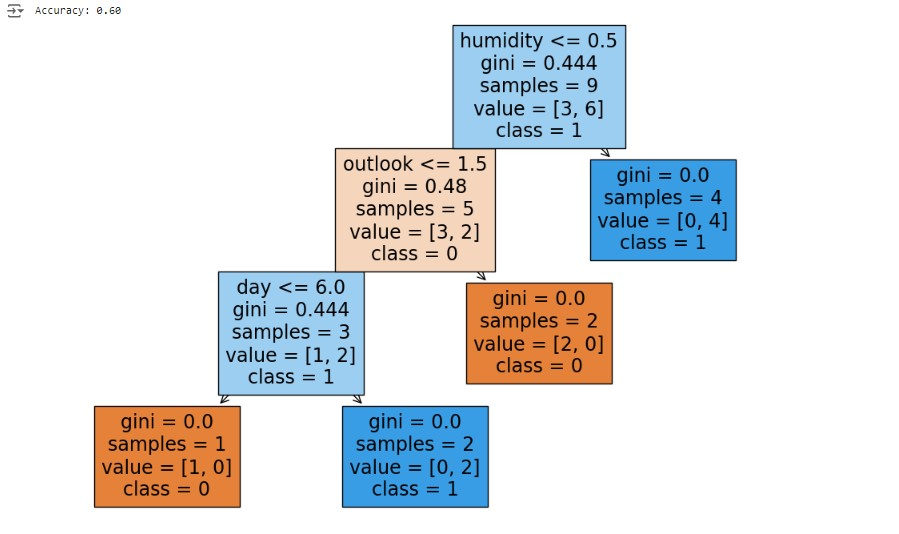 Accuracy: 0.60
humidity <= 0.5
gini = 0.444
samples = 9
value = [3, 6]
class = 1
outlook <= 1.5
gini = 0.48
samples = 5
value = [3, 2]
class = 0
gini = 0.0
samples = 4
value = [0, 4]
class = 1
day <= 6.0
gini = 0.444
samples = 3
value = [1, 2]
class = 1
gini = 0.0
samples = 2
value = [2, 0]
class = 0
gini = 0.0
samples = 1
value = [1, 0]
class = 0
gini = 0.0
samples = 2
value = [0, 2]
class = 1